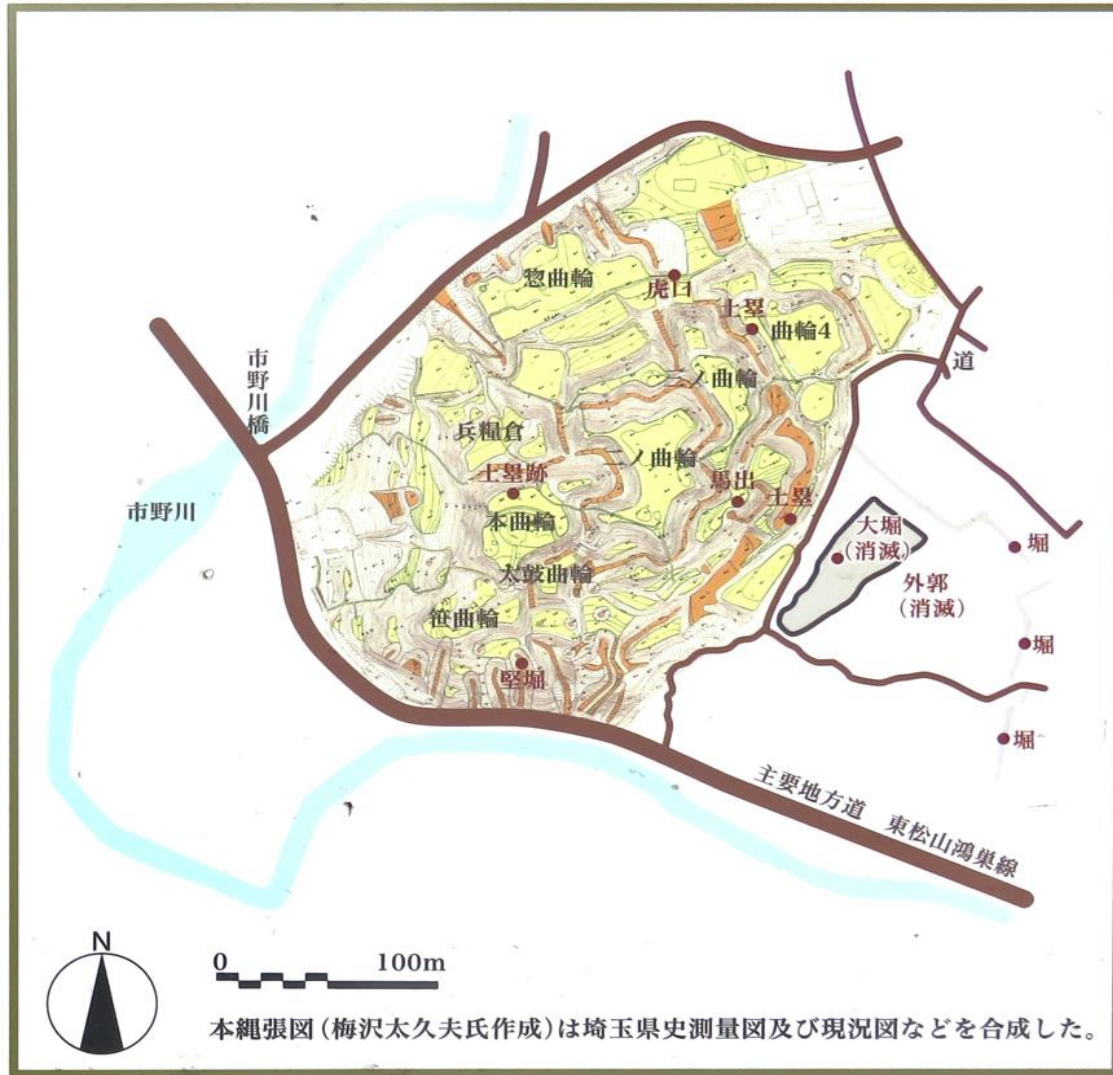 惣曲輪
虎口
土塁
曲輪4
三ノ曲輪
道
市野川橋
兵糧倉
二ノ曲輪
土塁跡
馬出
土塁
市野川
本曲輪
大堀
(消滅)
堀
太鼓曲輪
外郭
(消滅)
笹曲輪
堀
竪堀
堀
主要地方道 東松山鴻巣線
N
0 100m
本縄張図(梅沢太久夫氏作成)は埼玉県史測量図及び現況図などを合成した。